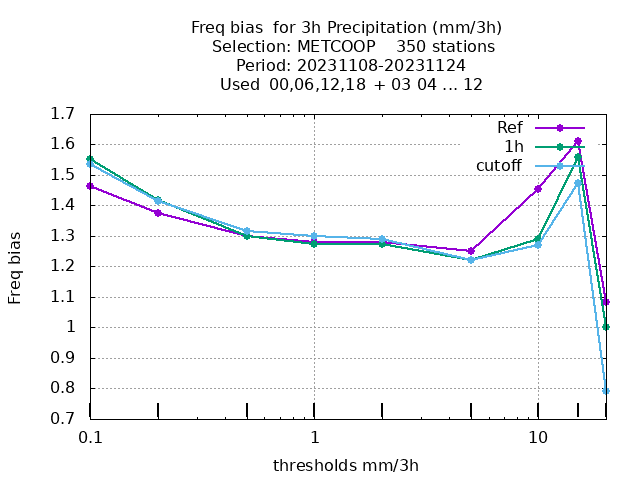 Freq bias  for 3h Precipitation (mm/3h)
Selection: METCOOP    350 stations
Period: 20231108-20231124
Used  00,06,12,18  + 03 04 ... 12
Ref
1h
cutoff
Freq bias
1.7
1.6
1.5
1.4
1.3
1.2
1.1
1
0.9
0.8
0.7
0.1
1
10
thresholds mm/3h